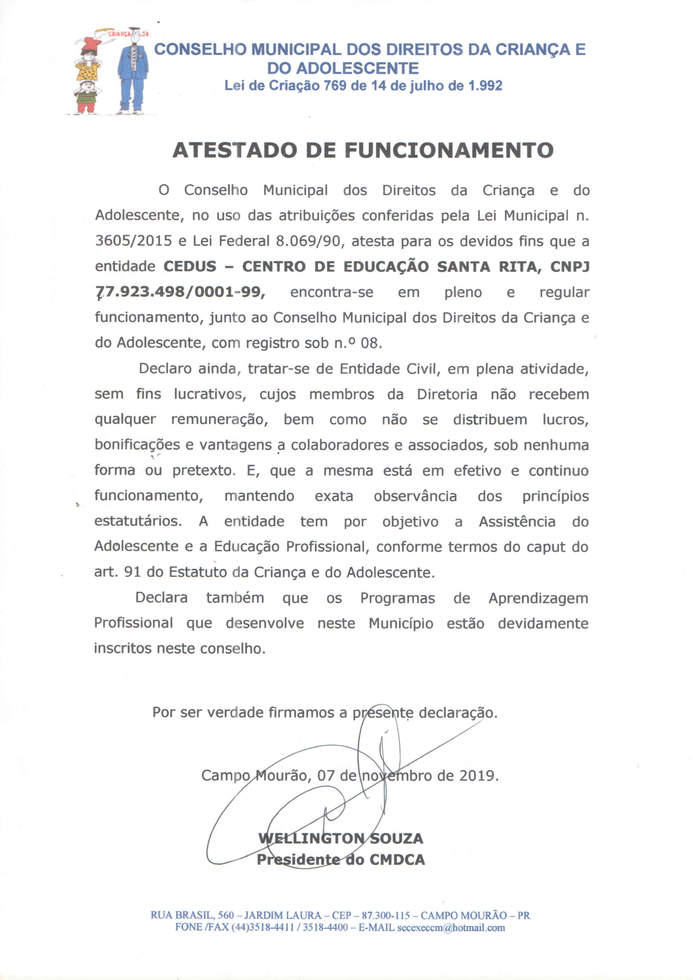 CRIANÇA
CONSELHO MUNICIPAL DOS DIREITOS DA CRIANÇA E
DO ADOLESCENTE
Lei de Criação 769 de 14 de julho de 1.992
ATESTADO DE FUNCIONAMENTO
O Conselho Municipal dos Direitos da Criança e do
Adolescente, no uso das atribuições conferidas pela Lei Municipal n.
3605/2015 e Lei Federal 8.069/90, atesta para os devidos fins que a
entidade CEDUS – CENTRO DE EDUCAÇÃO SANTA RITA, CNPJ
77.923.498/0001-99, encontra-se em pleno e regular
funcionamento, junto ao Conselho Municipal dos Direitos da Criança e
do Adolescente, com registro sob n.º 08.
Declaro ainda, tratar-se de Entidade Civil, em plena atividade,
sem fins lucrativos, cujos membros da Diretoria não recebem
qualquer remuneração, bem como não se distribuem lucros,
bonificações e vantagens a colaboradores e associados, sob nenhuma
forma ou pretexto. E, que a mesma está em efetivo e continuo
funcionamento, mantendo exata observância dos princípios
estatutários. A entidade tem por objetivo a Assistência do
Adolescente e a Educação Profissional, conforme termos do caput do
art. 91 do Estatuto da Criança e do Adolescente.
Declara também que os Programas de Aprendizagem
Profissional que desenvolve neste Município estão devidamente
inscritos neste conselho.
Por ser verdade firmamos a presente declaração.
Campo Mourão, 07 de novembro de 2019.
WELLINGTON SOUZA
Presidente do CMDCA
RUA BRASIL, 560 – JARDIM LAURA – CEP – 87.300-115 – CAMPO MOURÃO – PR
FONE /FAX (44)3518-4411 / 3518-4400 – E-MAIL secexeccm@hotmail.com